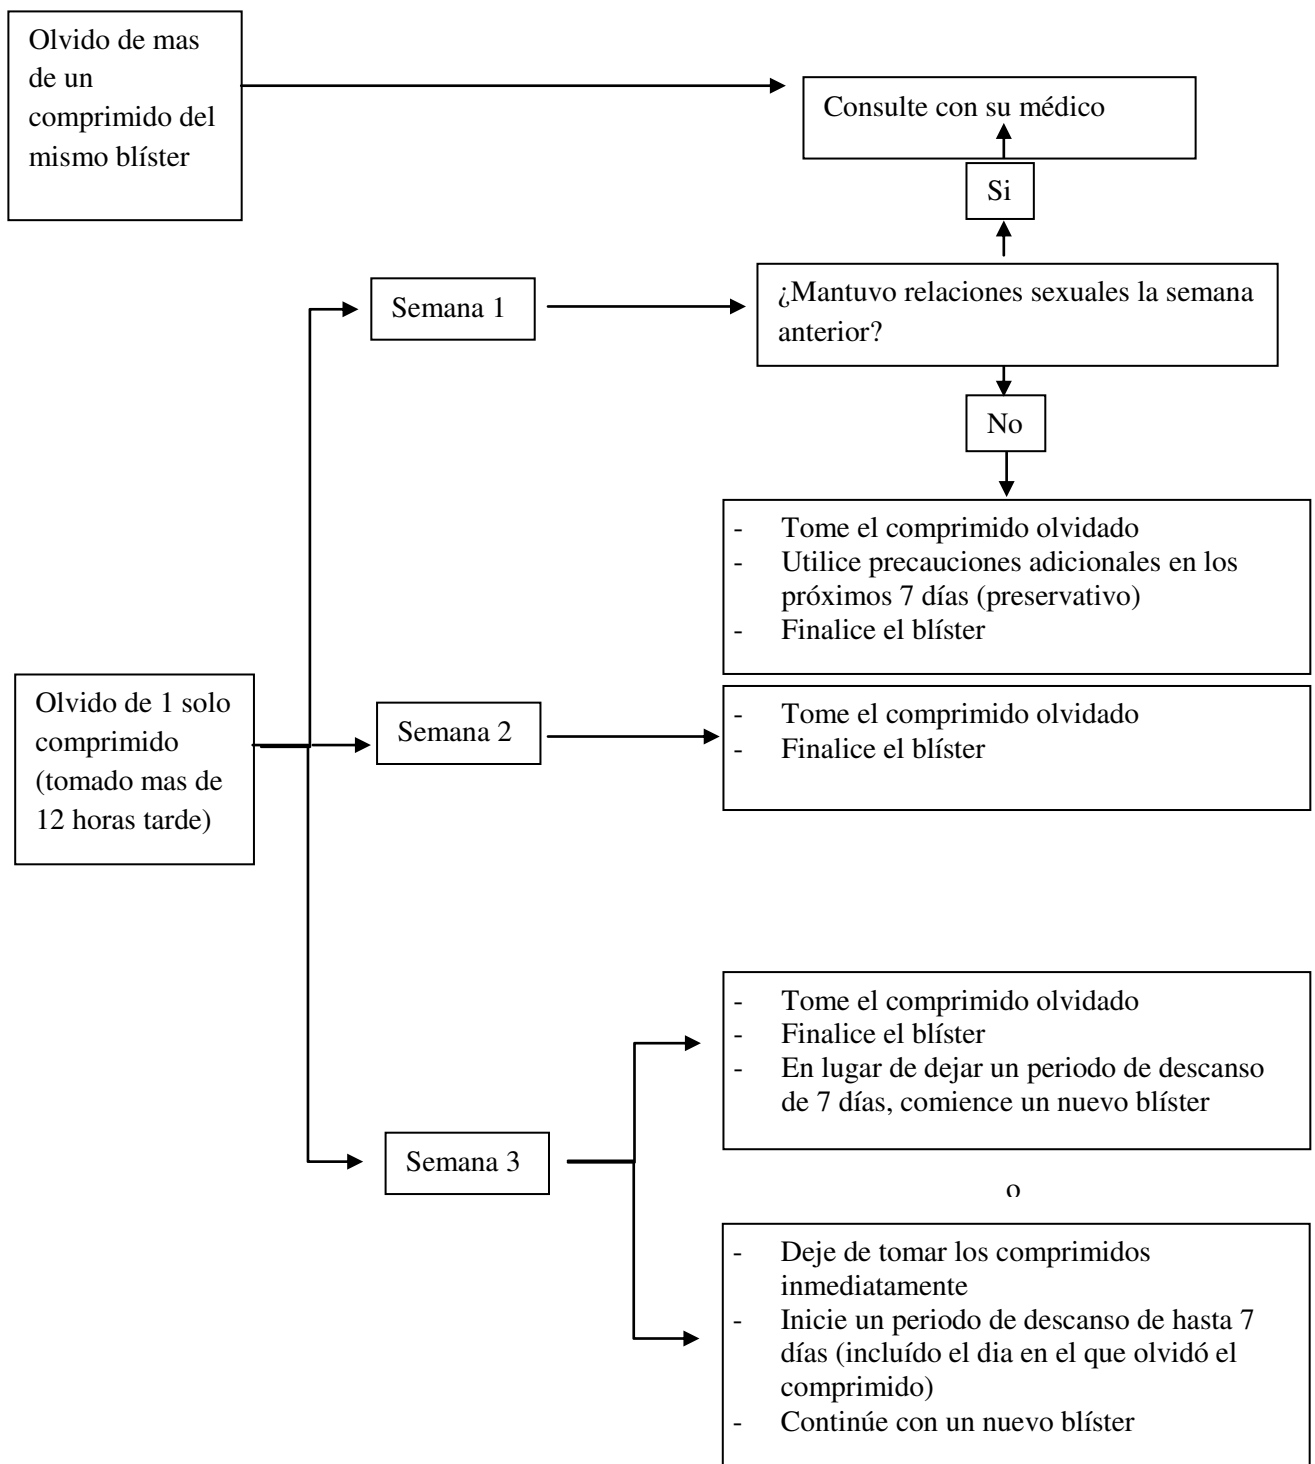 Olvido de mas
de un
comprimido del
mismo blíster
Consulte con su médico
Si
Semana 1
¿Mantuvo relaciones sexuales la semana
anterior?
No
- Tome el comprimido olvidado
- Utilice precauciones adicionales en los
próximos 7 días (preservativo)
- Finalice el blíster
Olvido de 1 solo
comprimido
(tomado mas de
12 horas tarde)
Semana 2
- Tome el comprimido olvidado
- Finalice el blíster
Semana 3
- Tome el comprimido olvidado
- Finalice el blíster
- En lugar de dejar un periodo de descanso
de 7 días, comience un nuevo blíster
o
- Deje de tomar los comprimidos
inmediatamente
- Inicie un periodo de descanso de hasta 7
días (incluído el dia en el que olvidó el
comprimido)
- Continúe con un nuevo blíster